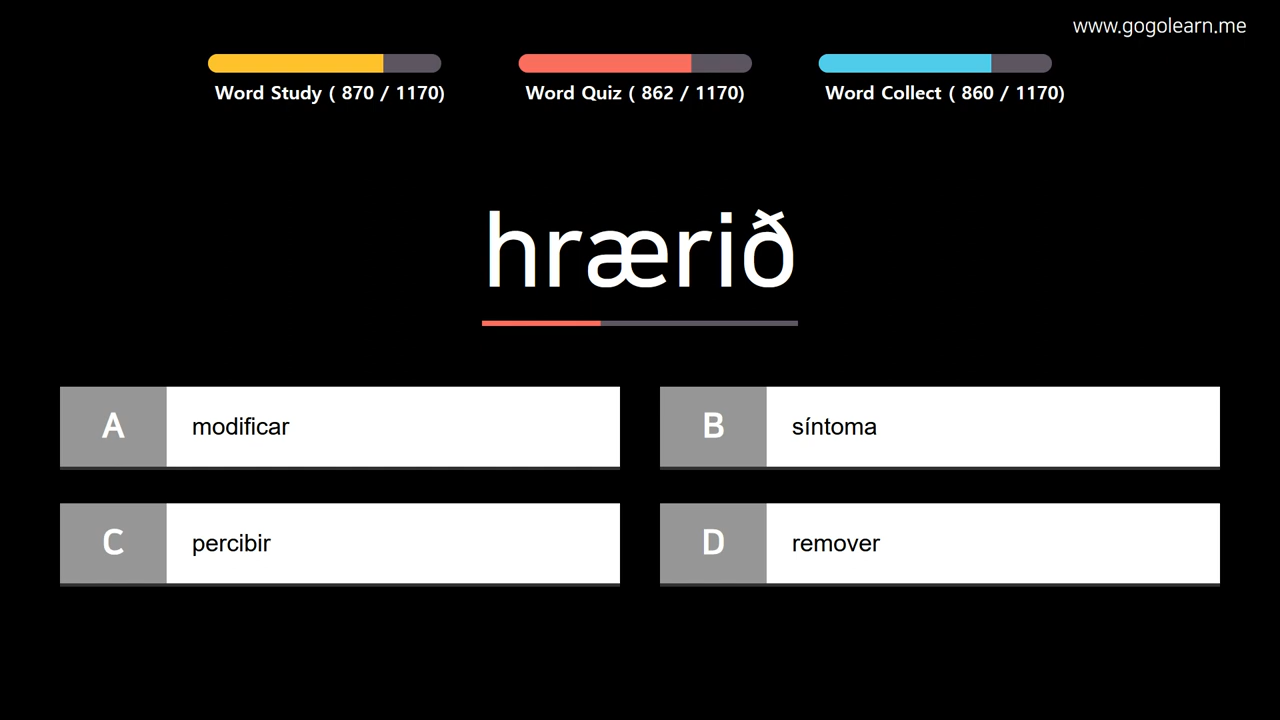 www.gogolearn.me
Word Study ( 870 / 1170)
Word Quiz ( 862 / 1170)
Word Collect ( 860 / 1170)
hrærið
A modificar
B síntoma
C percibir
D remover